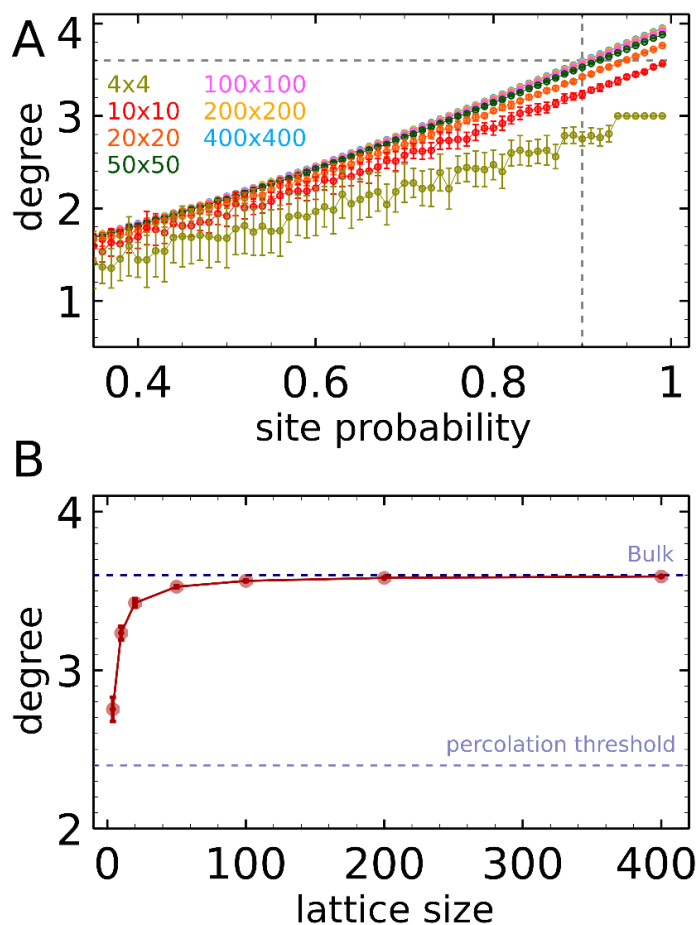 A
4
3
2
1
degree
4x4 100x100
10x10 200x200
20x20 400x400
50x50
0.4 0.6 0.8 1
site probability
B
4
3
2
degree
Bulk
percolation threshold
0 100 200 300 400
lattice size